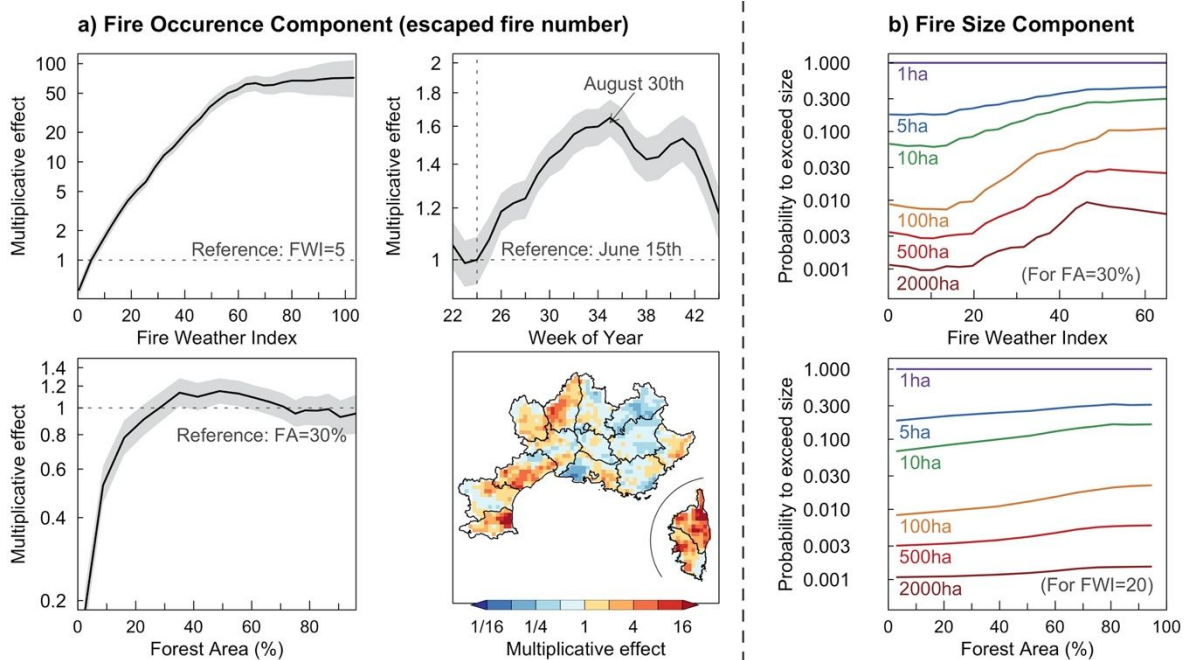 a) Fire Occurence Component (escaped fire number)
b) Fire Size Component
Multiplicative effect
100
50
20
10
5
2
1
Reference: FWI=5
0 20 40 60 80 100
Fire Weather Index
Multiplicative effect
2
1.8
1.6
1.4
1.2
1
August 30th
Reference: June 15th
22 26 30 34 38 42
Week of Year
Probability to exceed size
1.000
0.300
0.100
0.030
0.010
0.003
0.001
1ha
5ha
10ha
100ha
500ha
2000ha
(For FA=30%)
0 20 40 60
Fire Weather Index
Multiplicative effect
1.4
1.2
1
0.8
0.6
0.4
0.2
Reference: FA=30%
0 20 40 60 80
Forest Area (%)
1/16 1/4 1 4 16
Multiplicative effect
Probability to exceed size
1.000
0.300
0.100
0.030
0.010
0.003
0.001
1ha
5ha
10ha
100ha
500ha
2000ha
(For FWI=20)
0 20 40 60 80 100
Forest Area (%)